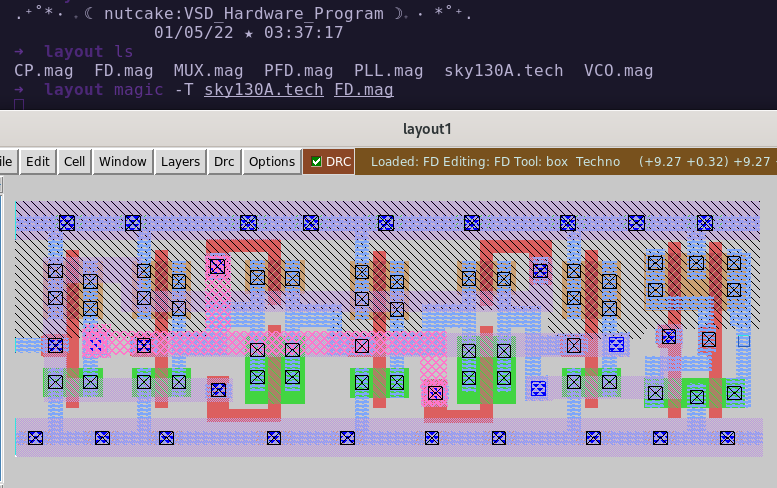 .⁺˚*· ˖☾ nutcake:VSD_Hardware_Program ☽˖· *˚⁺.
01/05/22 ★ 03:37:17
→ layout ls
CP.mag FD.mag MUX.mag PFD.mag PLL.mag sky130A.tech VCO.mag
→ layout magic -T sky130A.tech FD.mag
layout1
ile Edit Cell Window Layers Drc Options DRC Loaded: FD Editing: FD Tool: box Techno (+9.27 +0.32) +9.27